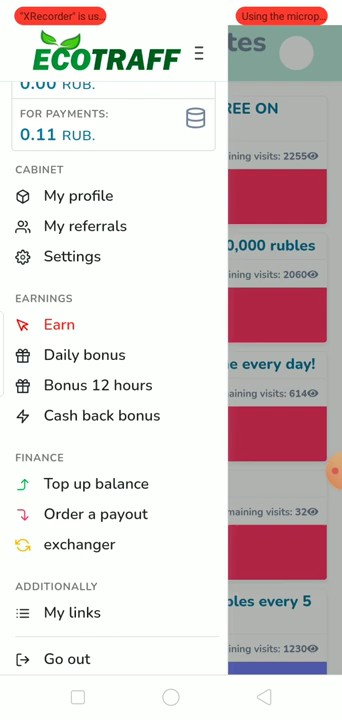 "XRecorder" is us...
Using the microp...
ECOTRAFF
tes
0.00 RUB.
FOR PAYMENTS:
0.11 RUB.
CABINET
My profile
My referrals
Settings
EARNINGS
Earn
Daily bonus
Bonus 12 hours
Cash back bonus
FINANCE
Top up balance
Order a payout
exchanger
ADDITIONALLY
My links
Go out
REE ON
ining visits: 2255
0,000 rubles
ining visits: 2060
e every day!
aining visits: 614
maining visits: 32
bles every 5
ining visits: 1230